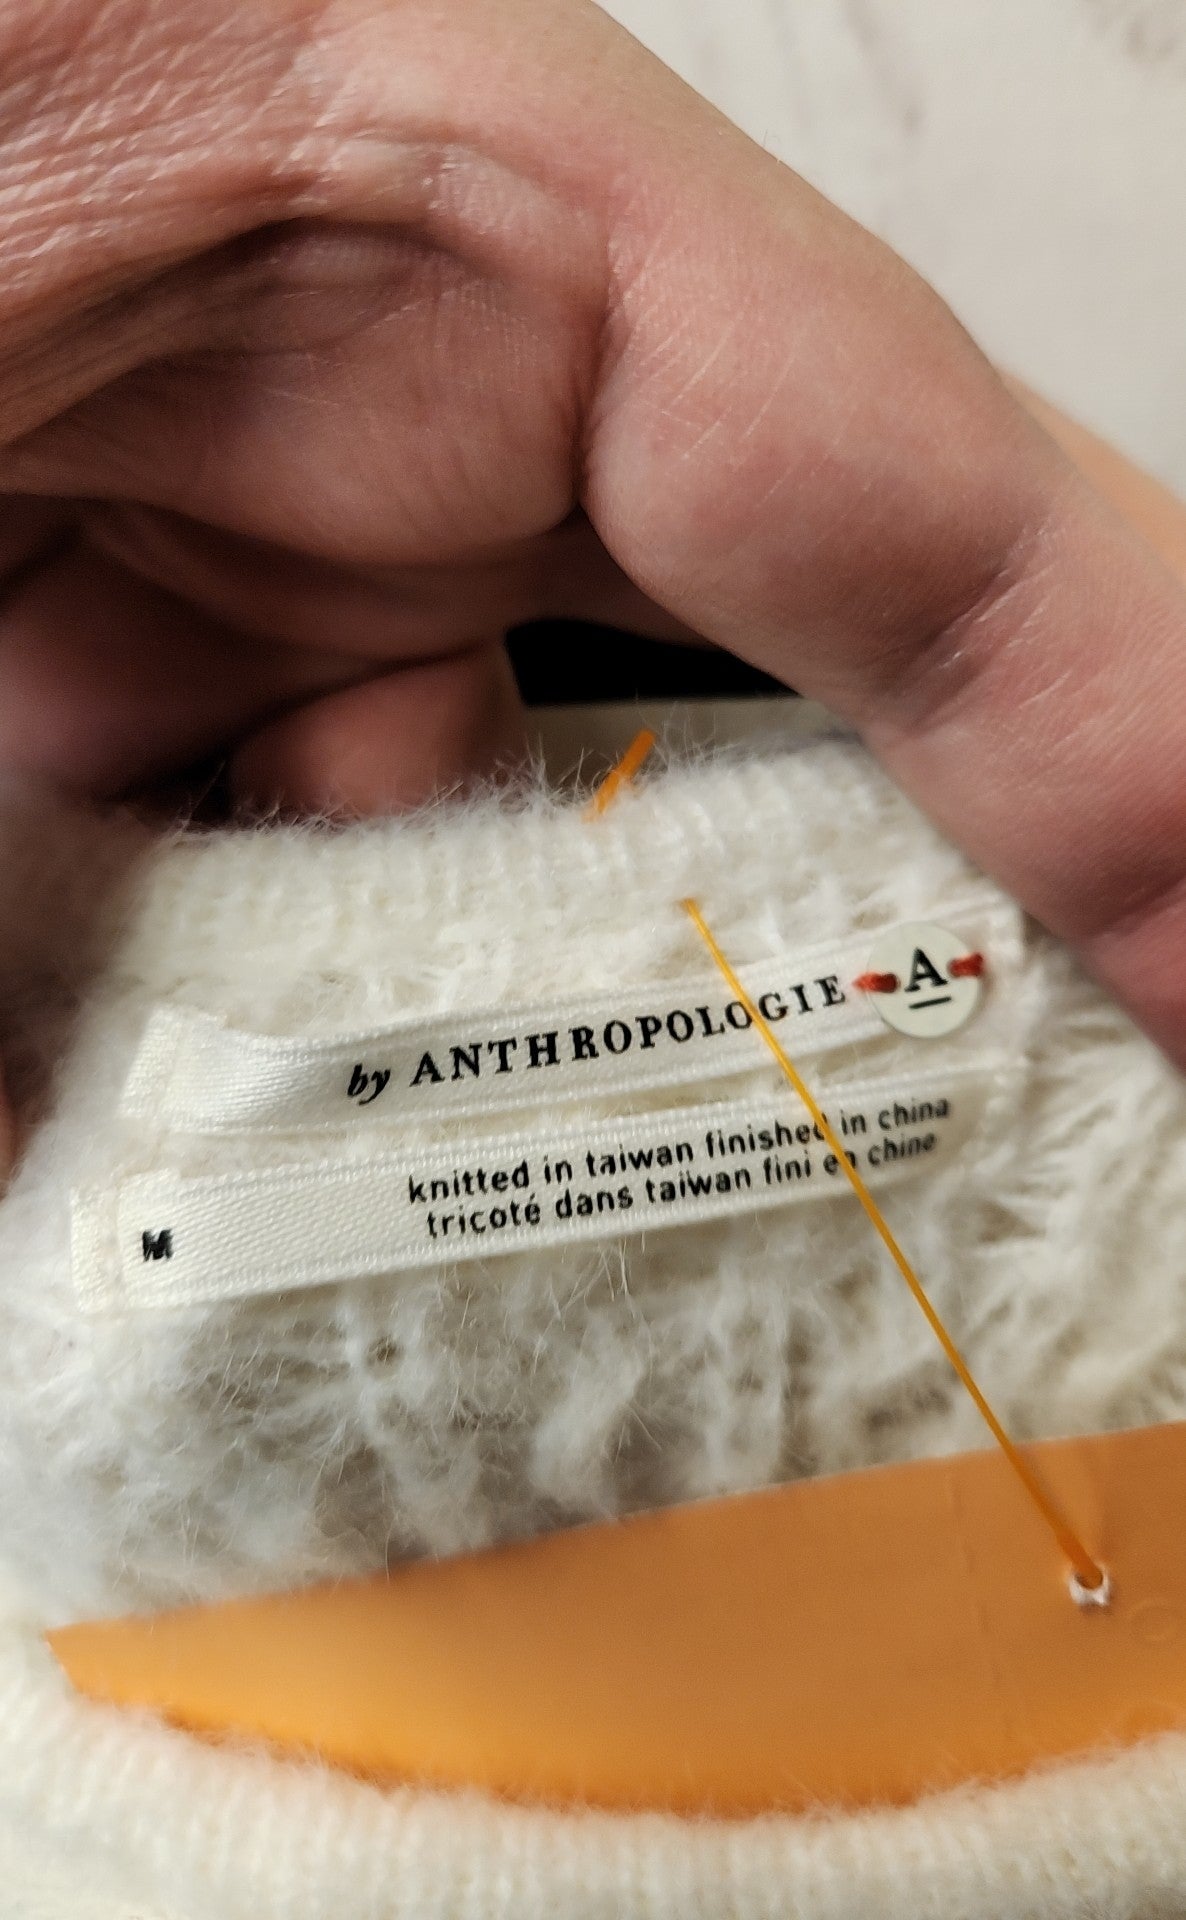 by ANTHROPOLOGIE
A
knitted in taiwan finished in china
tricoté dans taiwan fini en chine
M